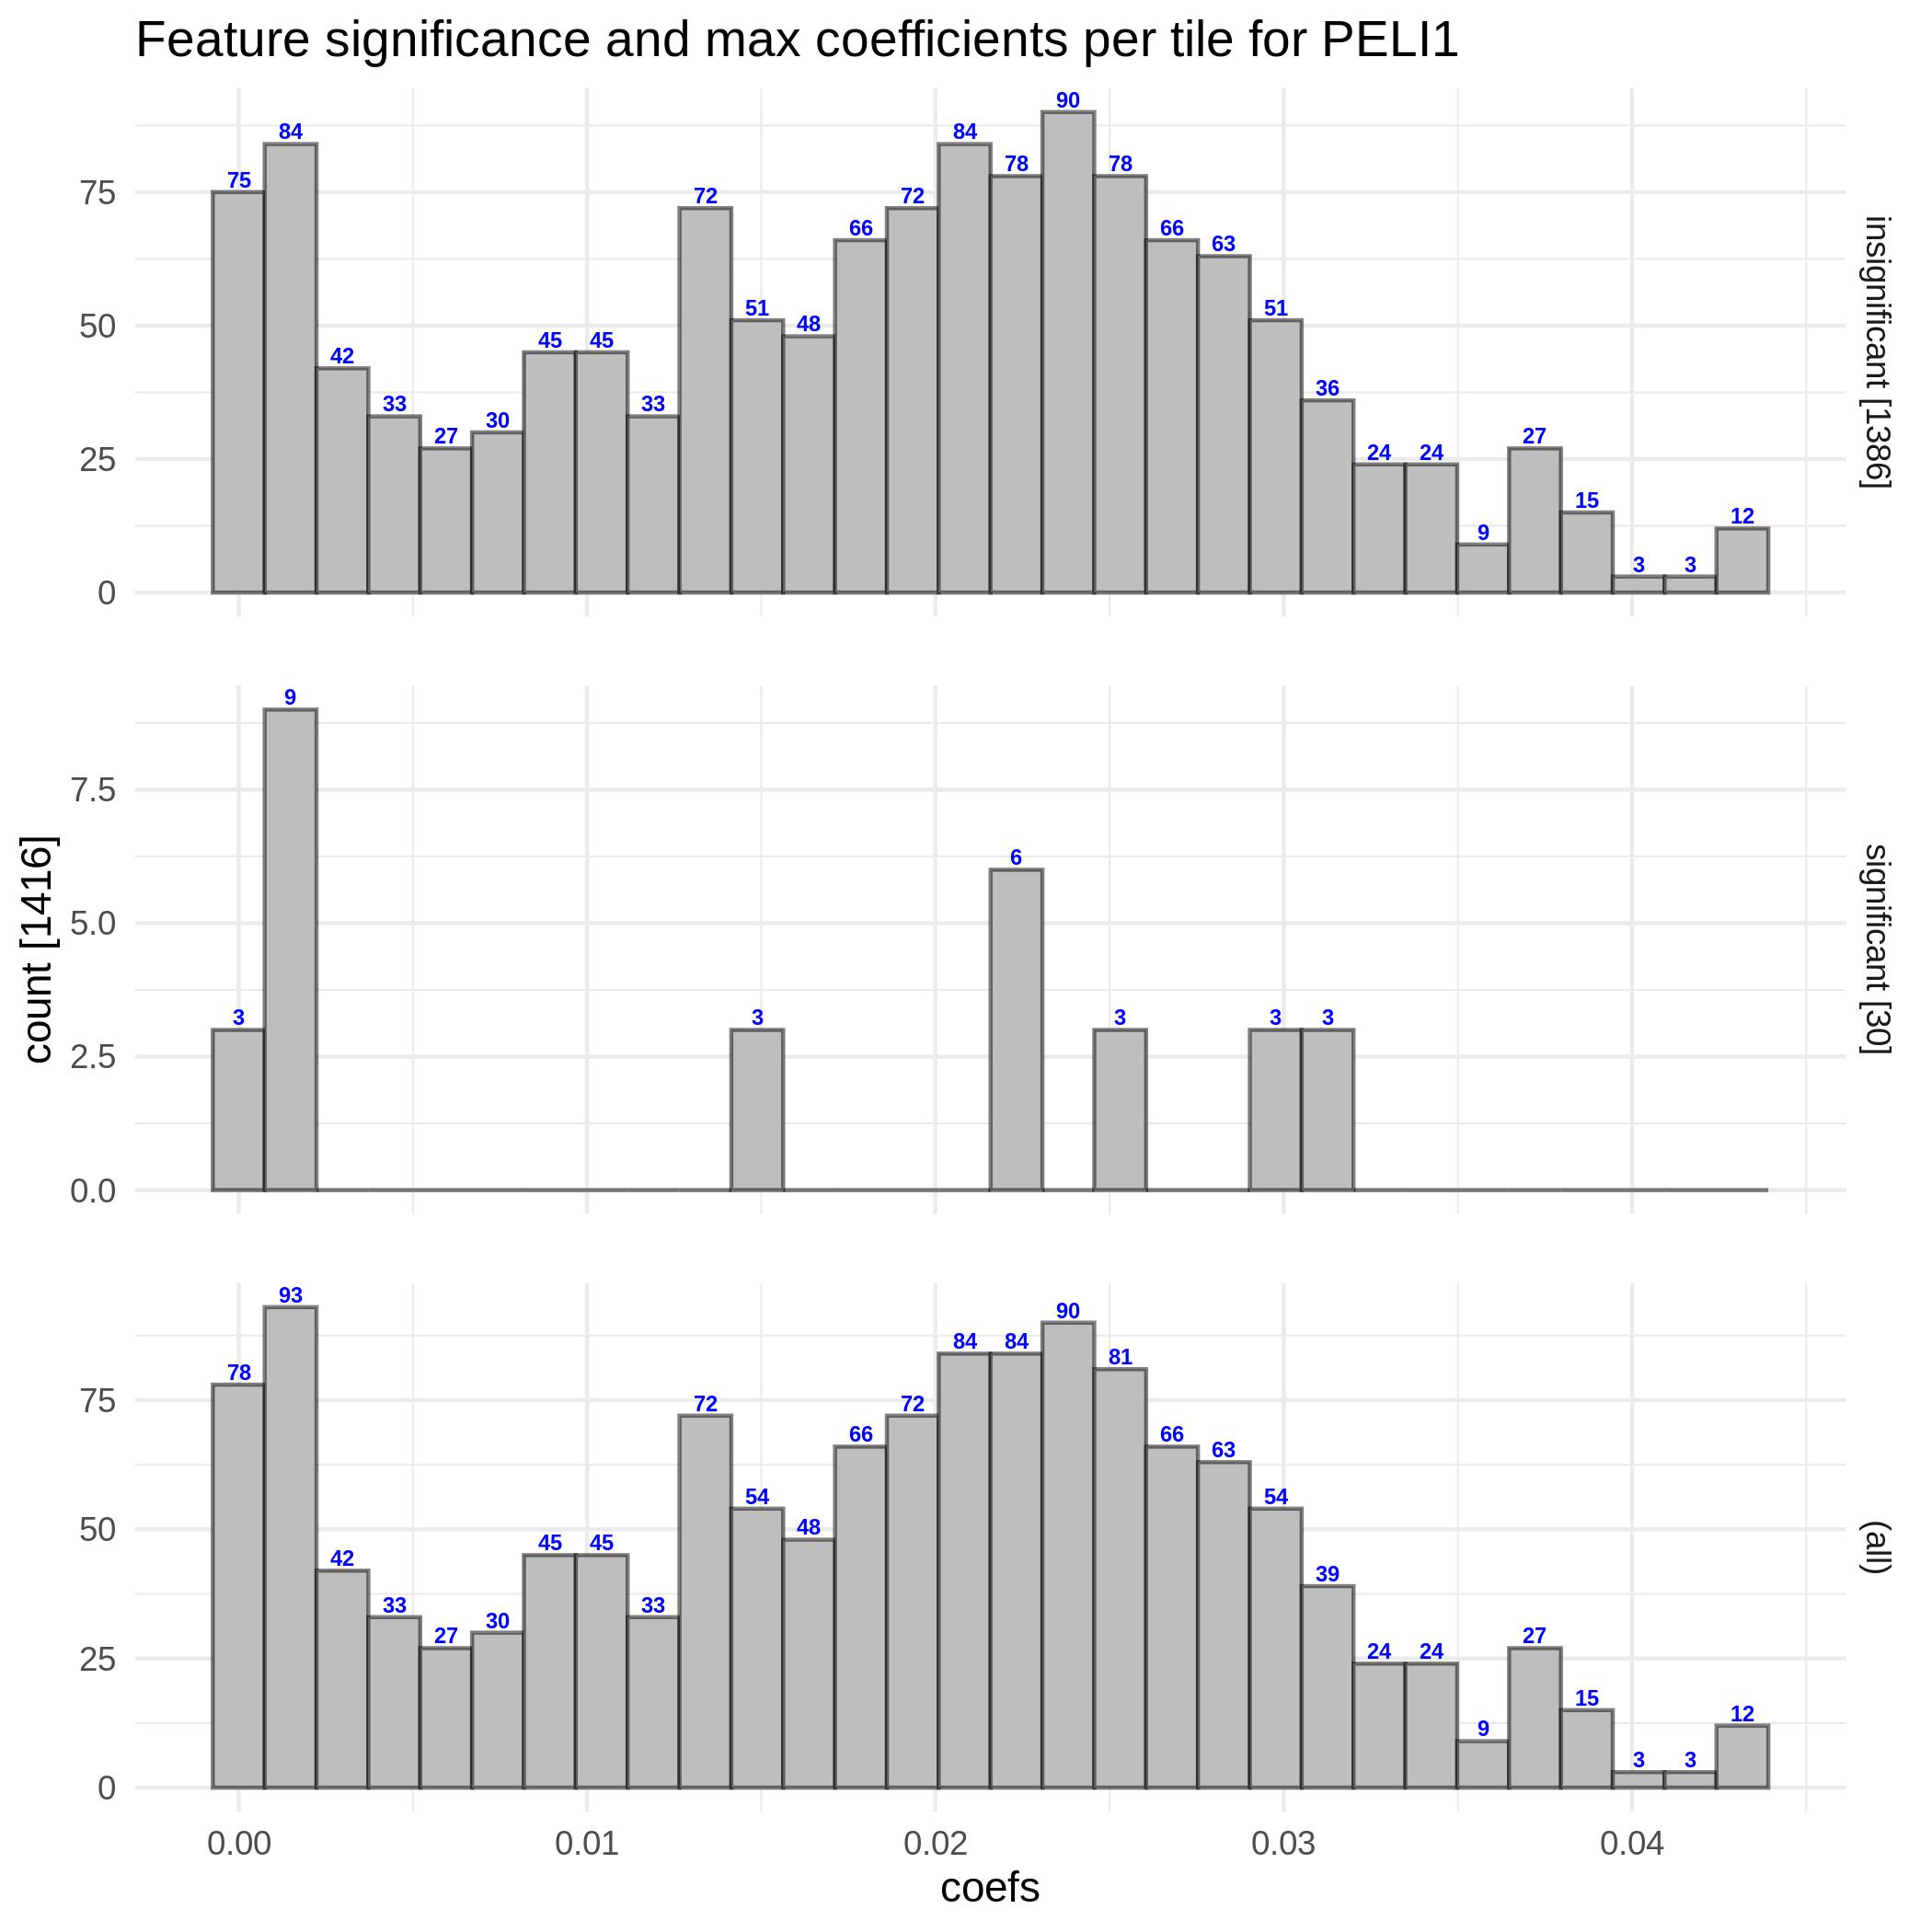 Feature significance and max coefficients per tile for PELI1
75 84 42 33 27 30 45 45 33 72 51 48 66 72 84 78 90 78 66 63 51 36 24 24 9 27 15 3 3 12
75
50
25
0
insignificant [1386]
3 9 3 6 3 3 3
7.5
5.0
2.5
0.0
count [1416]
significant [30]
78 93 42 33 27 30 45 45 33 72 54 48 66 72 84 84 90 81 66 63 54 39 24 24 9 27 15 3 3 12
75
50
25
0
(all)
0.00 0.01 0.02 0.03 0.04
coefs